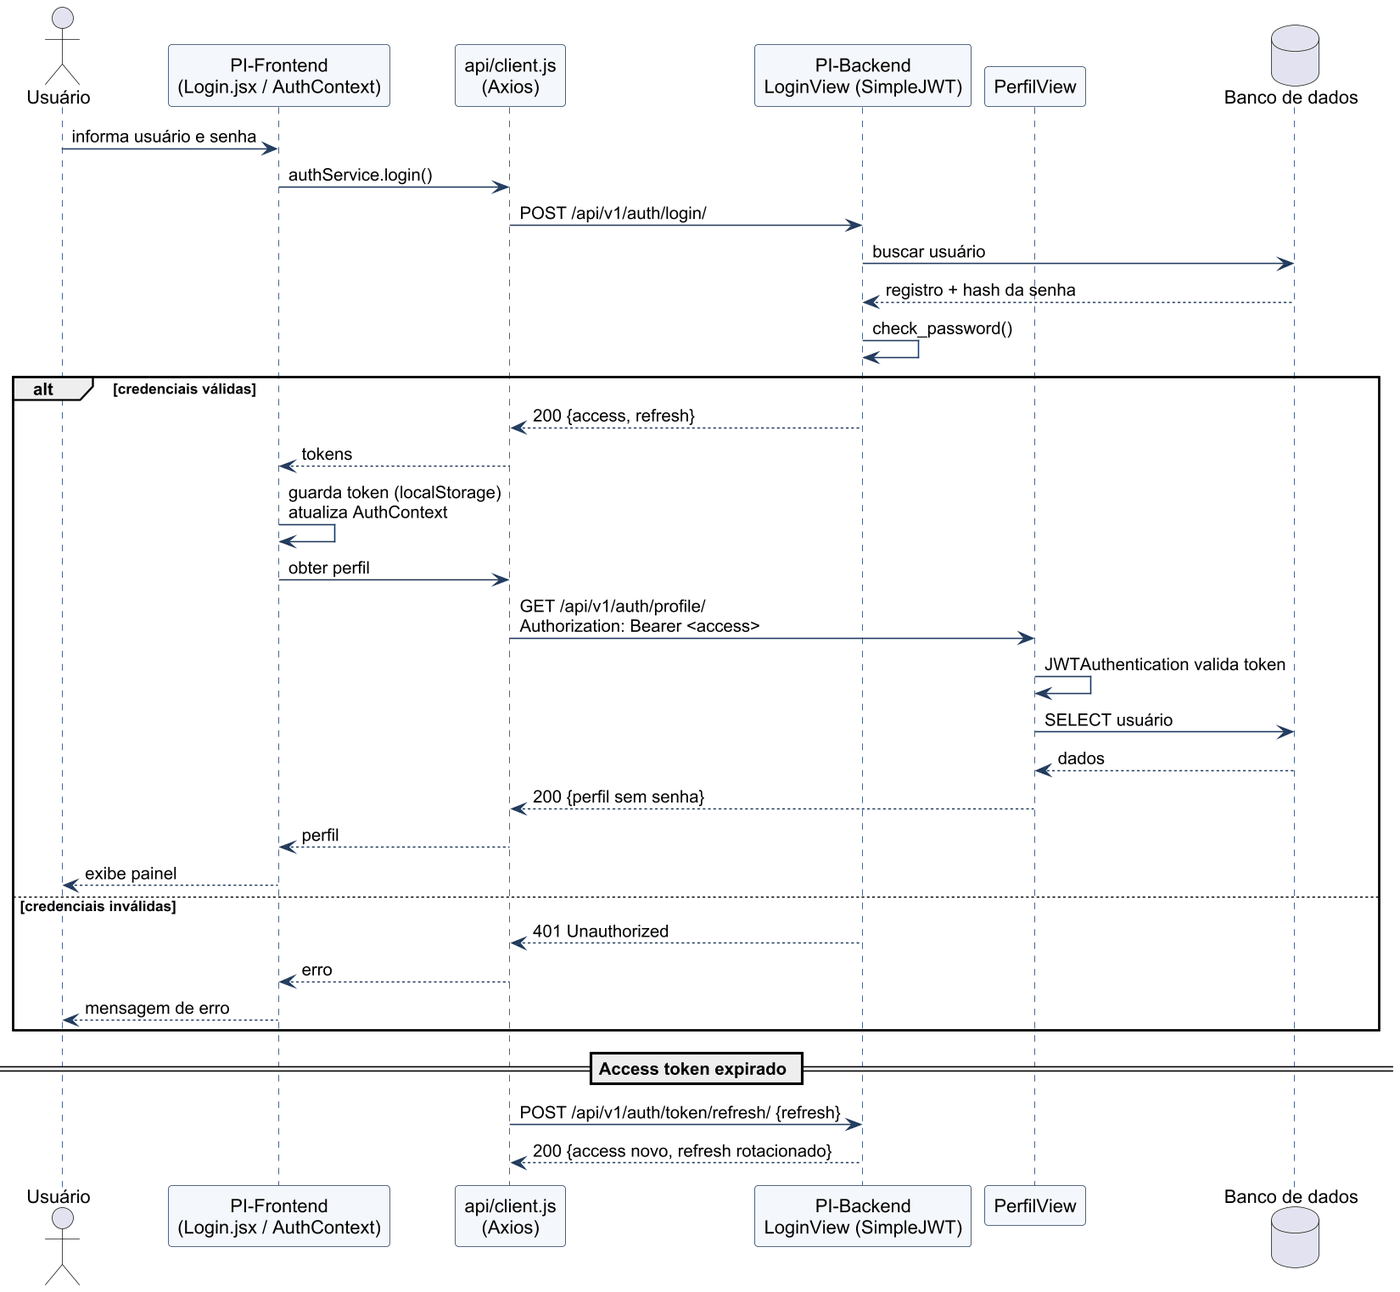 Usuário
PI-Frontend
(Login.jsx / AuthContext)
api/client.js
(Axios)
PI-Backend
LoginView (SimpleJWT)
PerfilView
Banco de dados
informa usuário e senha
authService.login()
POST /api/v1/auth/login/
buscar usuário
registro + hash da senha
check_password()
alt
[credenciais válidas]
200 {access, refresh}
tokens
guarda token (localStorage)
atualiza AuthContext
obter perfil
GET /api/v1/auth/profile/
Authorization: Bearer <access>
JWTAuthentication valida token
SELECT usuário
dados
200 {perfil sem senha}
perfil
exibe painel
[credenciais inválidas]
401 Unauthorized
erro
mensagem de erro
Access token expirado
POST /api/v1/auth/token/refresh/ {refresh}
200 {access novo, refresh rotacionado}
Usuário
PI-Frontend
(Login.jsx / AuthContext)
api/client.js
(Axios)
PI-Backend
LoginView (SimpleJWT)
PerfilView
Banco de dados